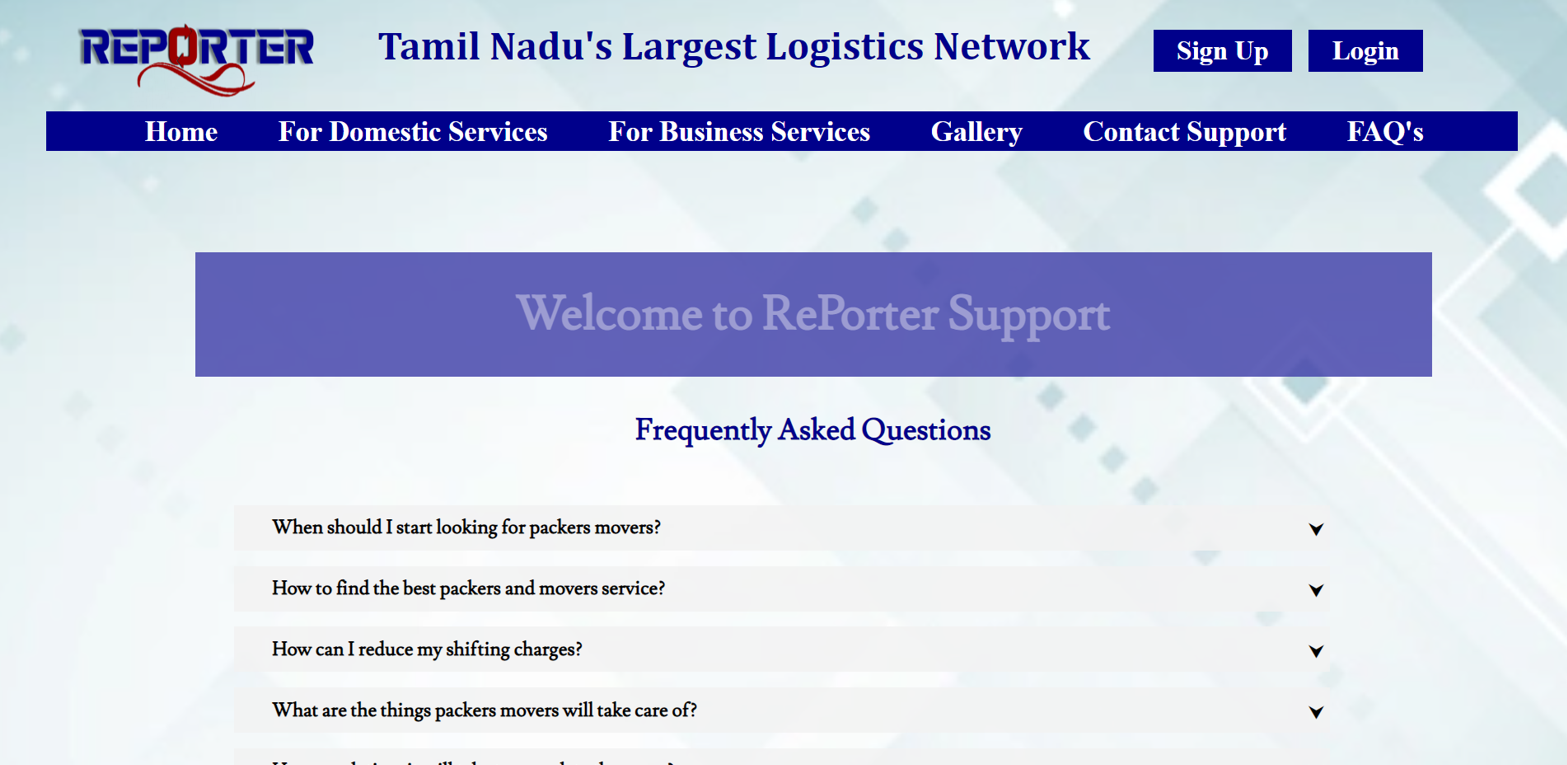 REPORTER
Tamil Nadu's Largest Logistics Network
Sign Up
Login
Home
For Domestic Services
For Business Services
Gallery
Contact Support
FAQ's
Welcome to RePorter Support
Frequently Asked Questions
When should I start looking for packers movers?
How to find the best packers and movers service?
How can I reduce my shifting charges?
What are the things packers movers will take care of?